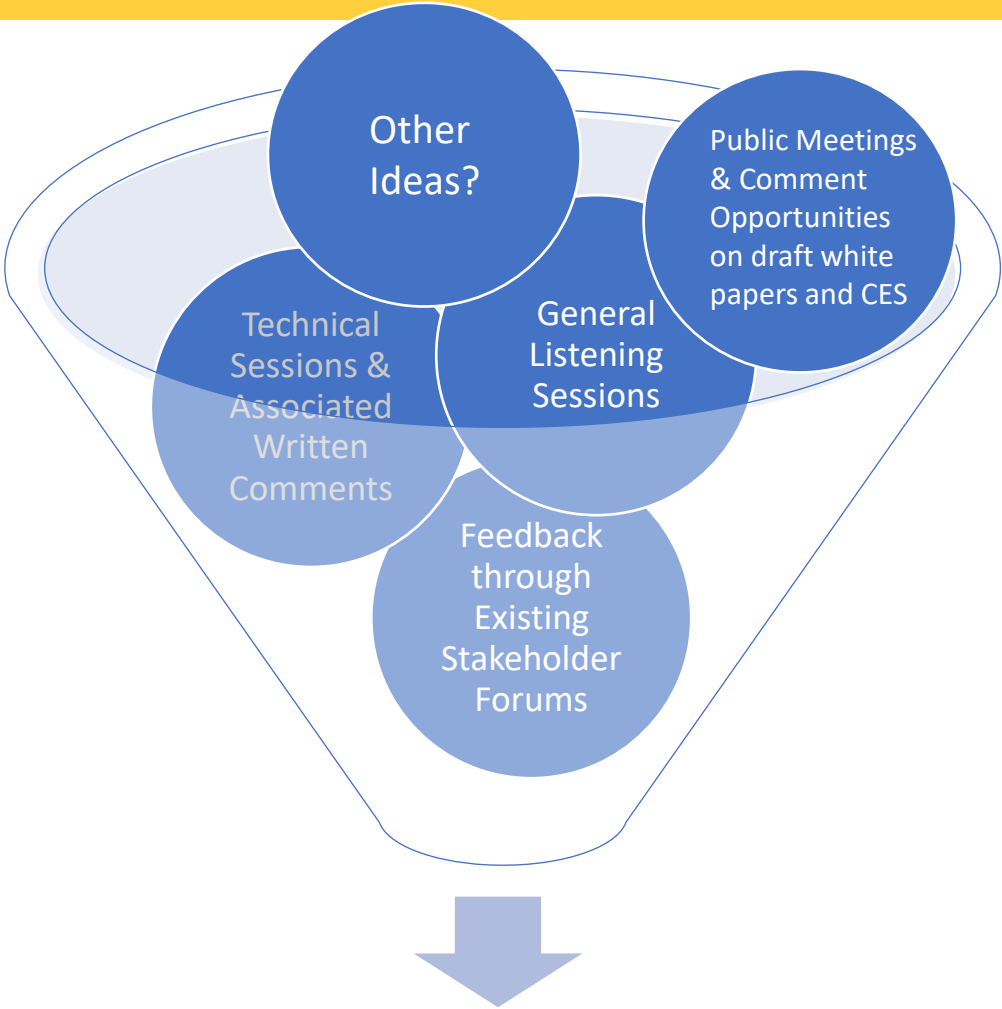 Other
Ideas?
Public Meetings
& Comment
Opportunities
on draft white
papers and CES
Technical
Sessions &
Associated
Written
Comments
General
Listening
Sessions
Feedback
through
Existing
Stakeholder
Forums